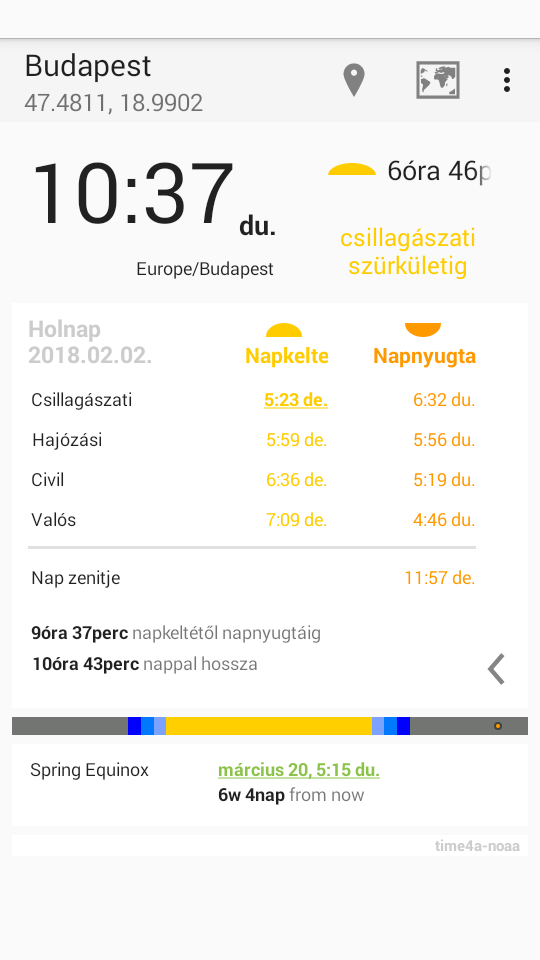 Budapest
47.4811, 18.9902
10:37 du.
6óra 46p
csillagászati
szürkületig
Europe/Budapest
Holnap
2018.02.02.
Napkelte Napnyugta
Csillagászati 5:23 de. 6:32 du.
Hajózási 5:59 de. 5:56 du.
Civil 6:36 de. 5:19 du.
Valós 7:09 de. 4:46 du.
Nap zenitje 11:57 de.
9óra 37perc napkeltétől napnyugtáig
10óra 43perc nappal hossza
Spring Equinox március 20, 5:15 du.
6w 4nap from now
time4a-noaa